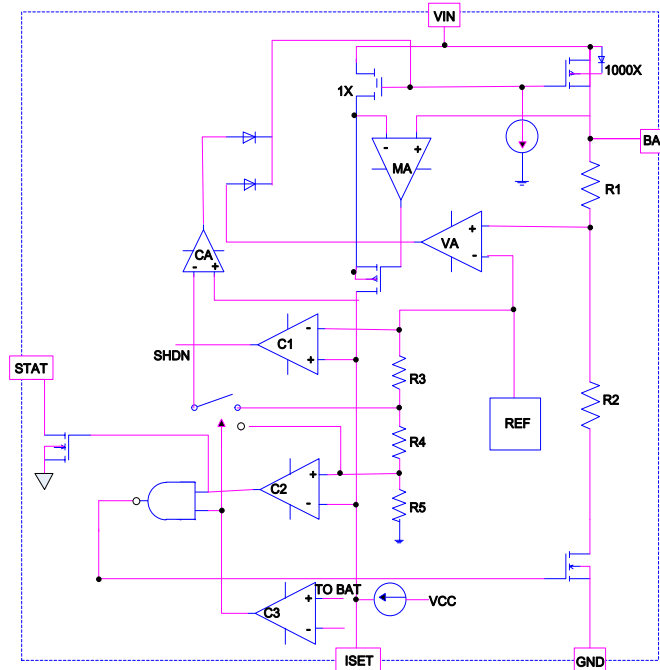 VIN
1X
1000X
BA
- +
MA
R1
+
VA
-
CA
- +
-
C1
+
SHDN
STAT
R3
R2
REF
R4
+
C2
-
R5
TO BAT
+
C3
-
VCC
ISET
GND